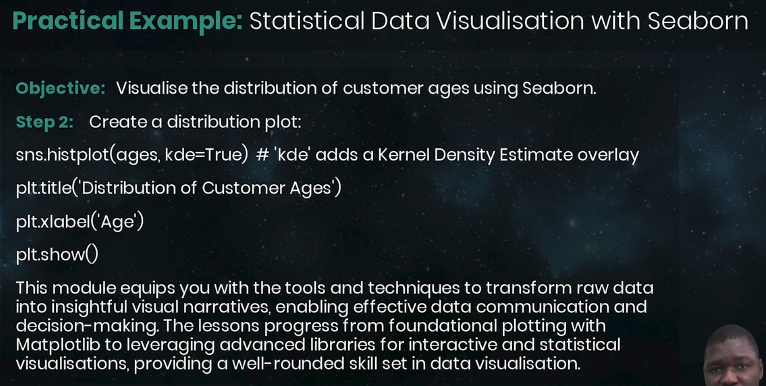 Practical Example: Statistical Data Visualisation with Seaborn
Objective: Visualise the distribution of customer ages using Seaborn.
Step 2: Create a distribution plot:
sns.histplot(ages, kde=True) # 'kde' adds a Kernel Density Estimate overlay
plt.title('Distribution of Customer Ages')
plt.xlabel('Age')
plt.show()
This module equips you with the tools and techniques to transform raw data
into insightful visual narratives, enabling effective data communication and
decision-making. The lessons progress from foundational plotting with
Matplotlib to leveraging advanced libraries for interactive and statistical
visualisations, providing a well-rounded skill set in data visualisation.